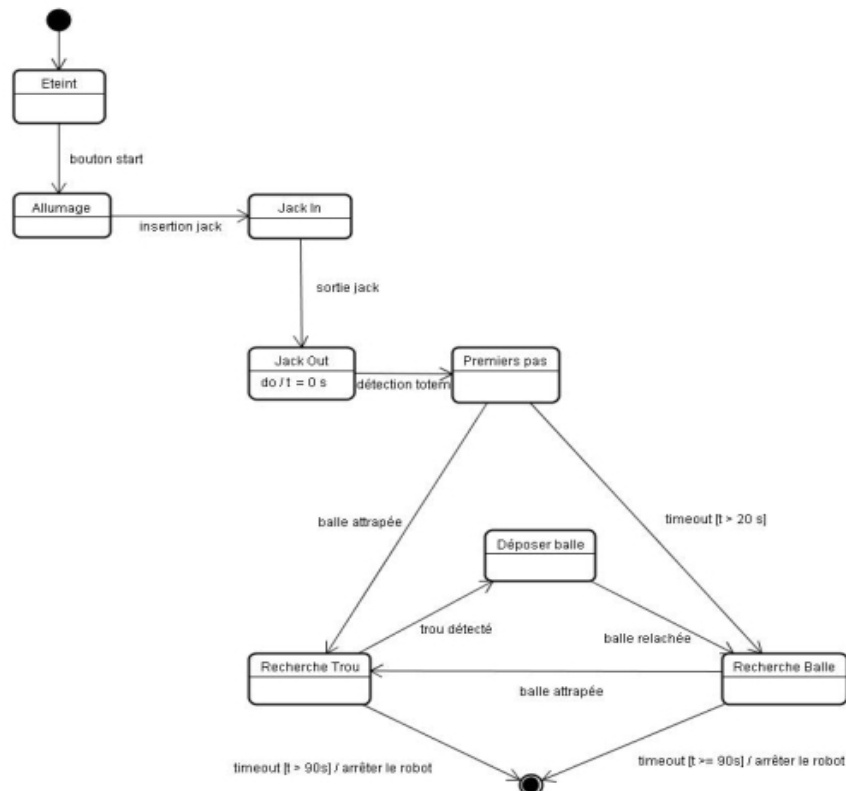 Eteint
bouton start
Allumage
Jack In
insertion jack
sortie jack
Jack Out
Premiers pas
do / t = 0 s
détection totem
balle attrapée
timeout [t > 20 s]
Déposer balle
trou détecté
balle relachée
Recherche Trou
Recherche Balle
balle attrapée
timeout [t > 90s] / arrêter le robot
timeout [t >= 90s] / arrêter le robot